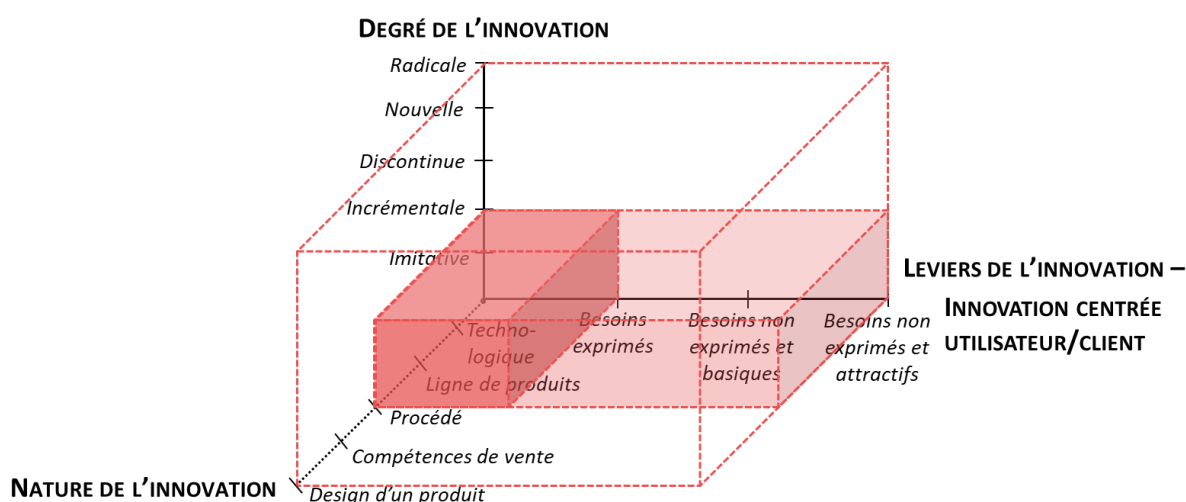 DEGRÉ DE L'INNOVATION
Radicale
Nouvelle
Discontinue
Incrémentale
Imitative
LEVIERS DE L'INNOVATION –
INNOVATION CENTRÉE
UTILISATEUR/CLIENT
Besoins
exprimés
Besoins non
exprimés et
basiques
Besoins non
exprimés et
attractifs
Techno-
logique
Ligne de produits
Procédé
Compétences de vente
Design d'un produit
NATURE DE L'INNOVATION